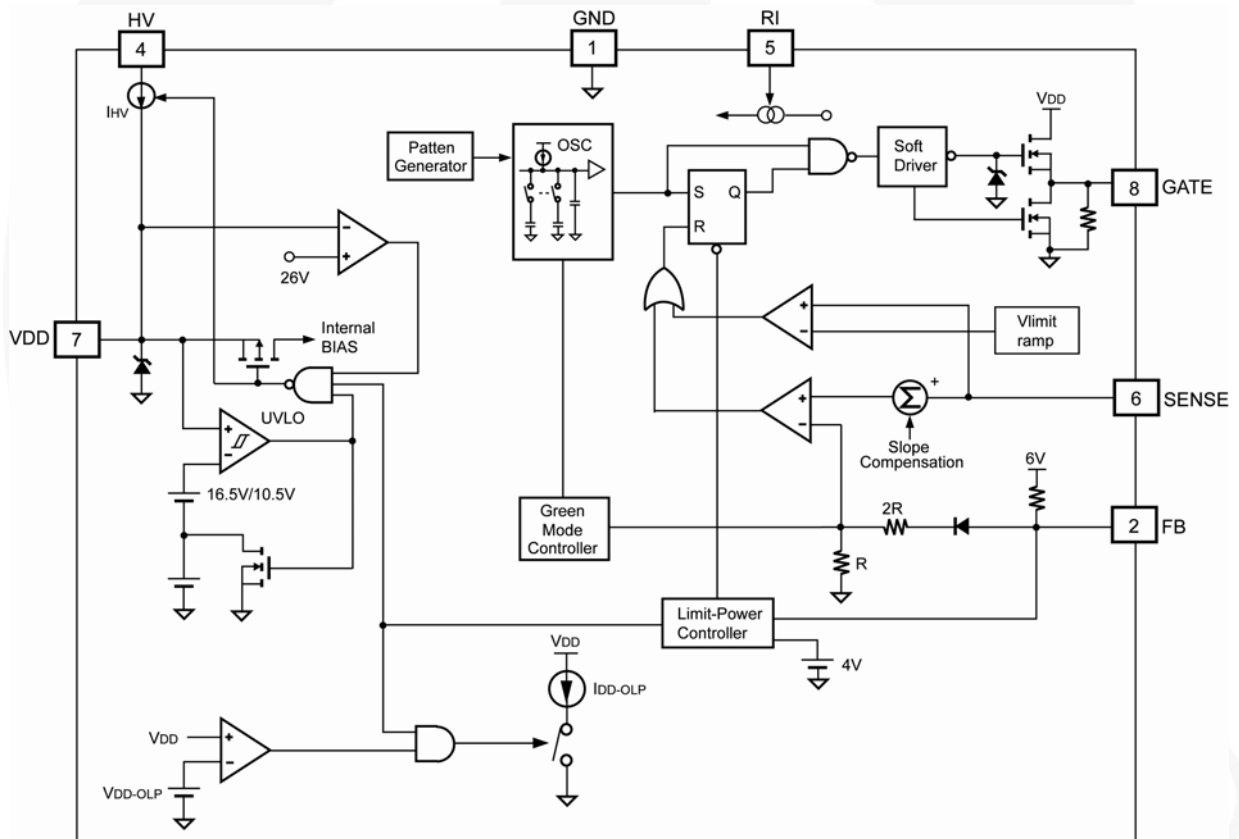 HV
4
GND
1
RI
5
IHV
VDD
Patten
Generator
OSC
Soft
Driver
8
GATE
S
Q
R
26V
VDD
7
Internal
BIAS
Vlimit
ramp
UVLO
Σ
+
6
SENSE
Slope
Compensation
16.5V/10.5V
6V
Green
Mode
Controller
2R
2
FB
R
Limit-Power
Controller
4V
VDD
IDD-OLP
VDD
VDD-OLP